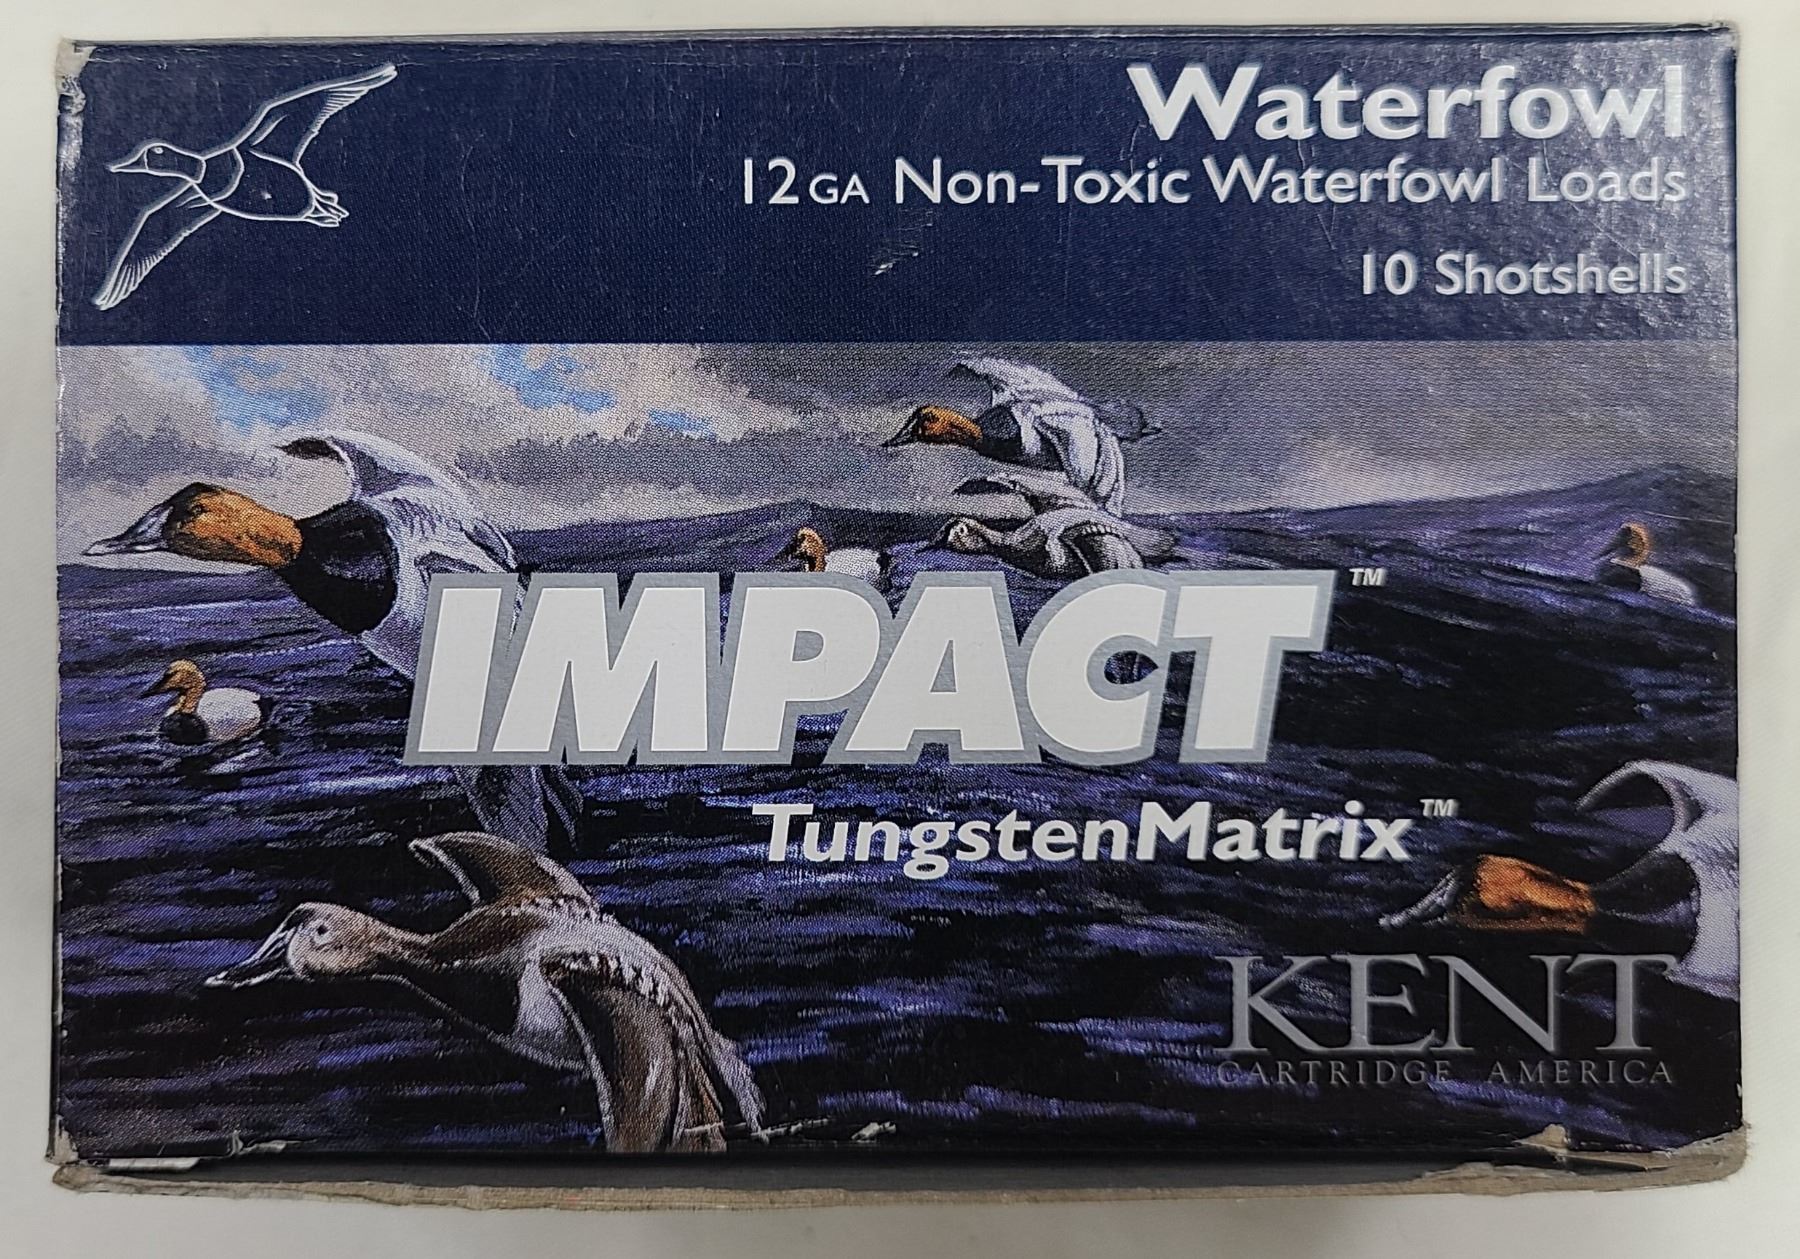 Waterfowl
12GA Non-Toxic Waterfowl Loads
10 Shotshells
IMPACT™
TungstenMatrix™
KENT
CARTRIDGE AMERICA